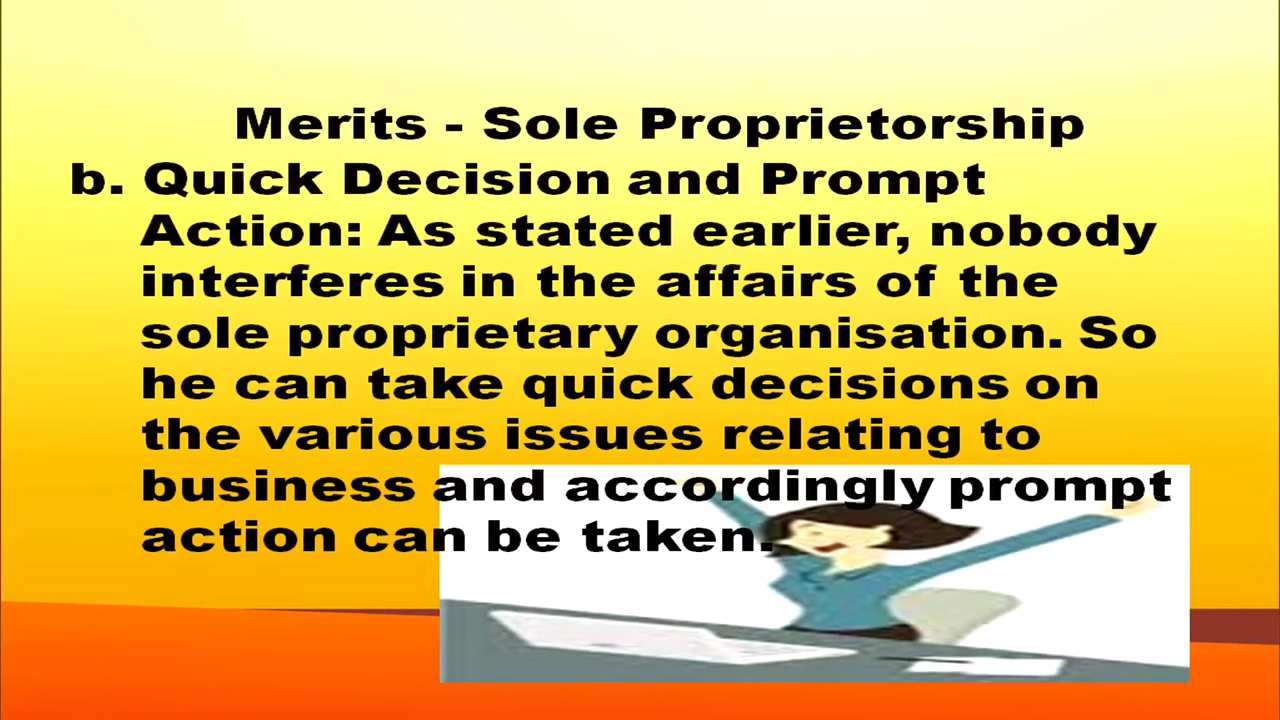 Merits - Sole Proprietorship
b. Quick Decision and Prompt
Action: As stated earlier, nobody
interferes in the affairs of the
sole proprietary organisation. So
he can take quick decisions on
the various issues relating to
business and accordingly prompt
action can be taken.